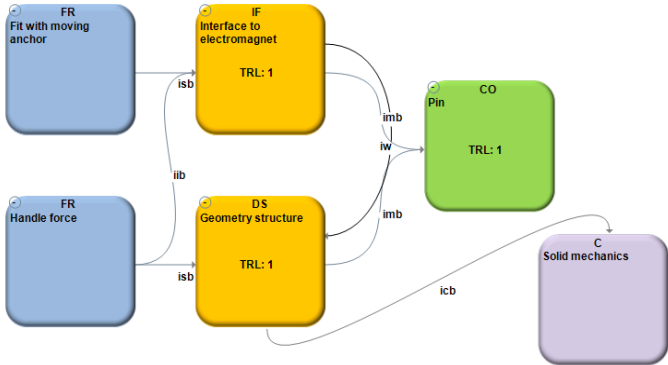 FR
Fit with moving
anchor
isb
IF
Interface to
electromagnet
TRL: 1
imb
iw
CO
Pin
TRL: 1
iib
FR
Handle force
isb
DS
Geometry structure
TRL: 1
imb
icb
C
Solid mechanics